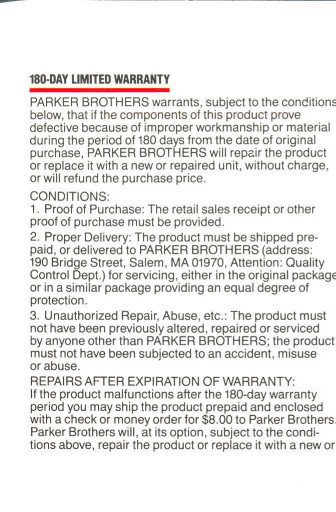 180-DAY LIMITED WARRANTY
PARKER BROTHERS warrants, subject to the conditions
below, that if the components of this product prove
defective because of improper workmanship or material
during the period of 180 days from the date of original
purchase, PARKER BROTHERS will repair the product
or replace it with a new or repaired unit, without charge,
or will refund the purchase price.
CONDITIONS:
1. Proof of Purchase: The retail sales receipt or other
proof of purchase must be provided.
2. Proper Delivery: The product must be shipped pre-
paid, or delivered to PARKER BROTHERS (address:
190 Bridge Street, Salem, MA 01970, Attention: Quality
Control Dept.) for servicing, either in the original package
or in a similar package providing an equal degree of
protection.
3. Unauthorized Repair, Abuse, etc.: The product must
not have been previously altered, repaired or serviced
by anyone other than PARKER BROTHERS; the product
must not have been subjected to an accident, misuse
or abuse.
REPAIRS AFTER EXPIRATION OF WARRANTY:
If the product malfunctions after the 180-day warranty
period you may ship the product prepaid and enclosed
with a check or money order for $8.00 to Parker Brothers.
Parker Brothers will, at its option, subject to the condi-
tions above, repair the product or replace it with a new or